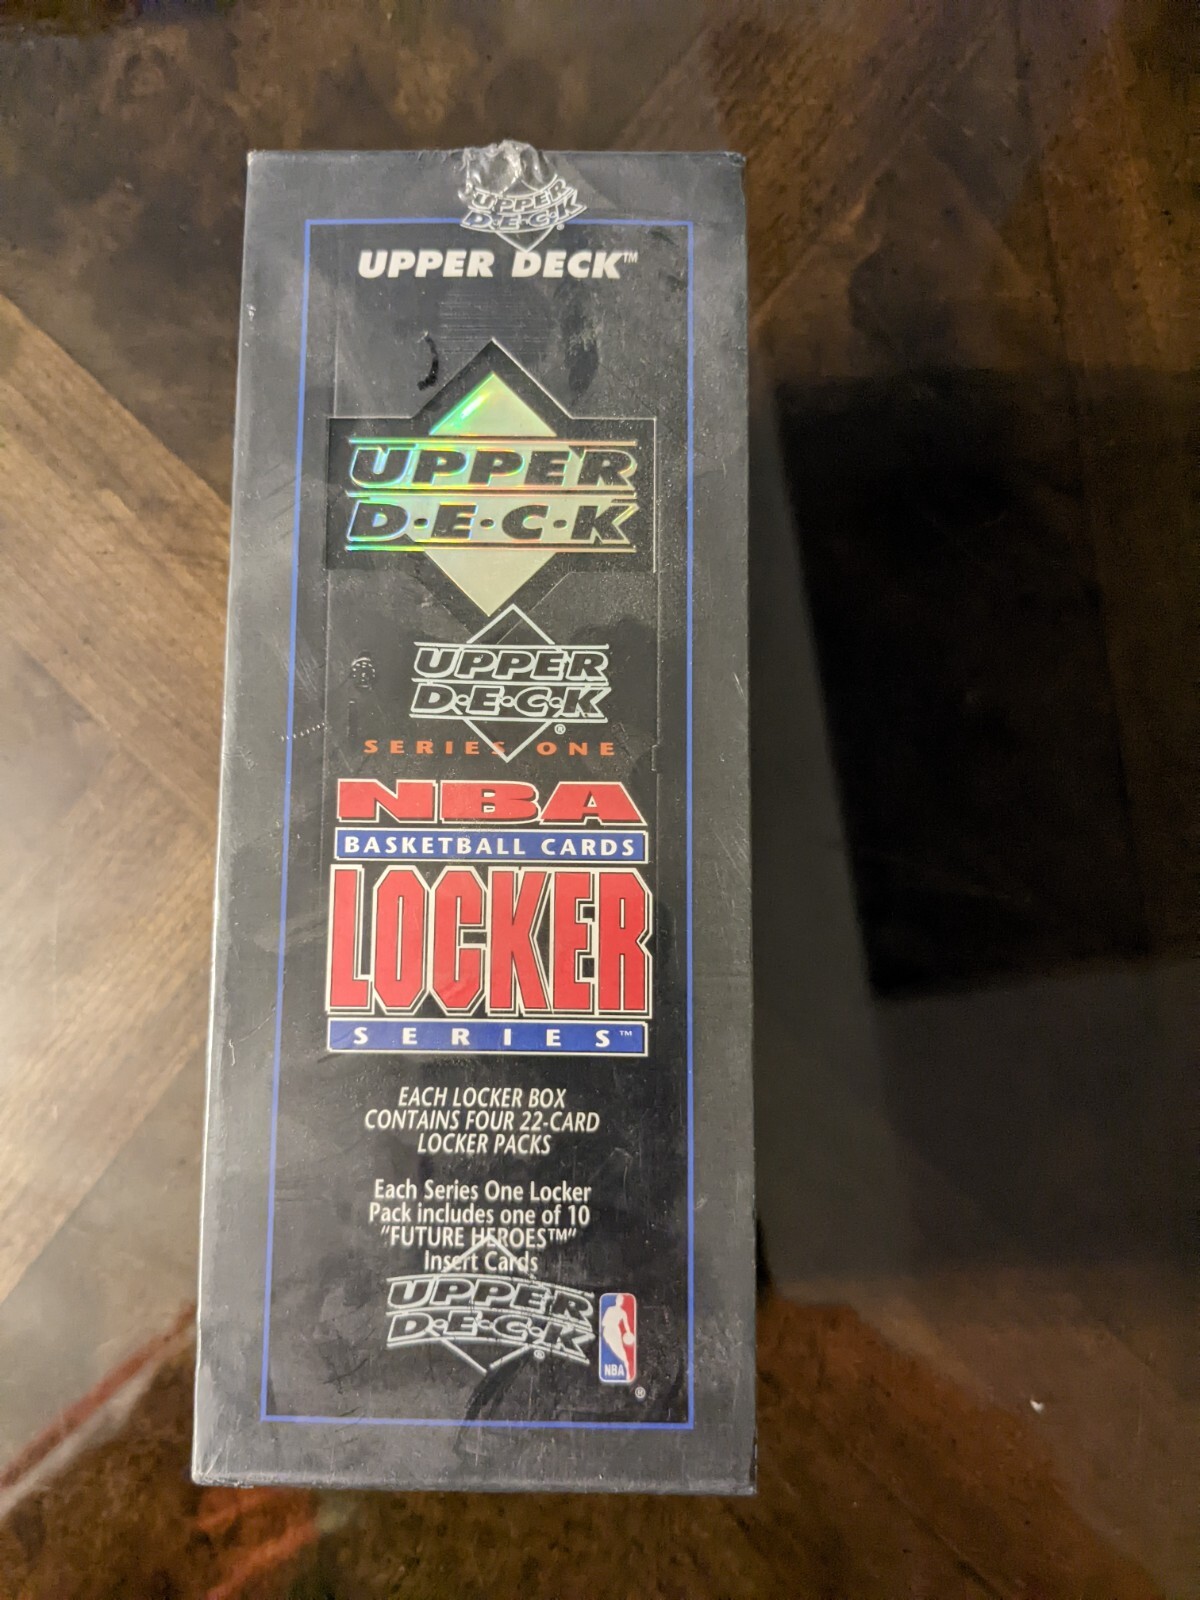 UPPER
D·E·C·K®
UPPER DECK™
UPPER
D·E·C·K
UPPER
D·E·C·K
®
SERIES ONE
NBA
BASKETBALL CARDS
LOCKER
SERIES™
EACH LOCKER BOX
CONTAINS FOUR 22-CARD
LOCKER PACKS
Each Series One Locker
Pack includes one of 10
"FUTURE HEROES™"
Insert Cards
UPPER
D·E·C·K
®
NBA
®